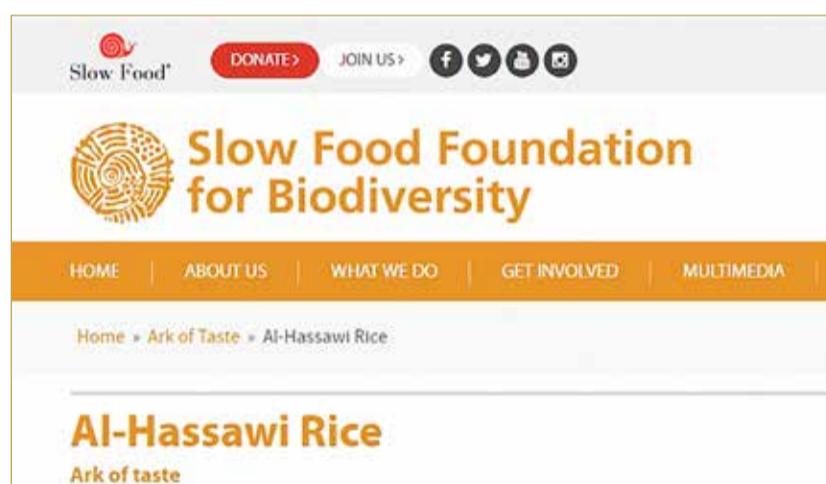 Slow Food®
DONATE >
JOIN US >
Slow Food Foundation
for Biodiversity
HOME
ABOUT US
WHAT WE DO
GET INVOLVED
MULTIMEDIA
Home » Ark of Taste » Al-Hassawi Rice
Al-Hassawi Rice
Ark of taste